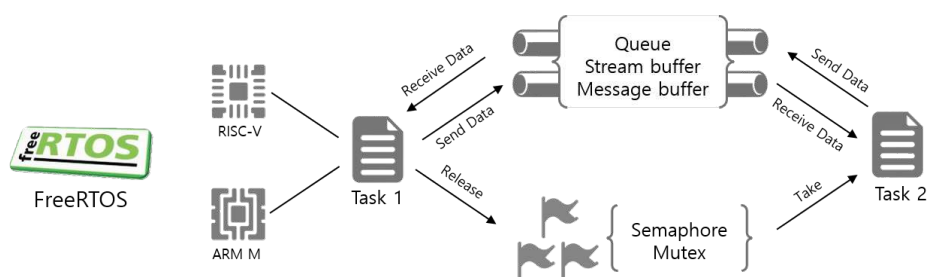 free
RTOS
FreeRTOS
RISC-V
ARM M
Task 1
Receive Data
Send Data
Release
Queue
Stream buffer
Message buffer
Semaphore
Mutex
Send Data
Receive Data
Take
Task 2